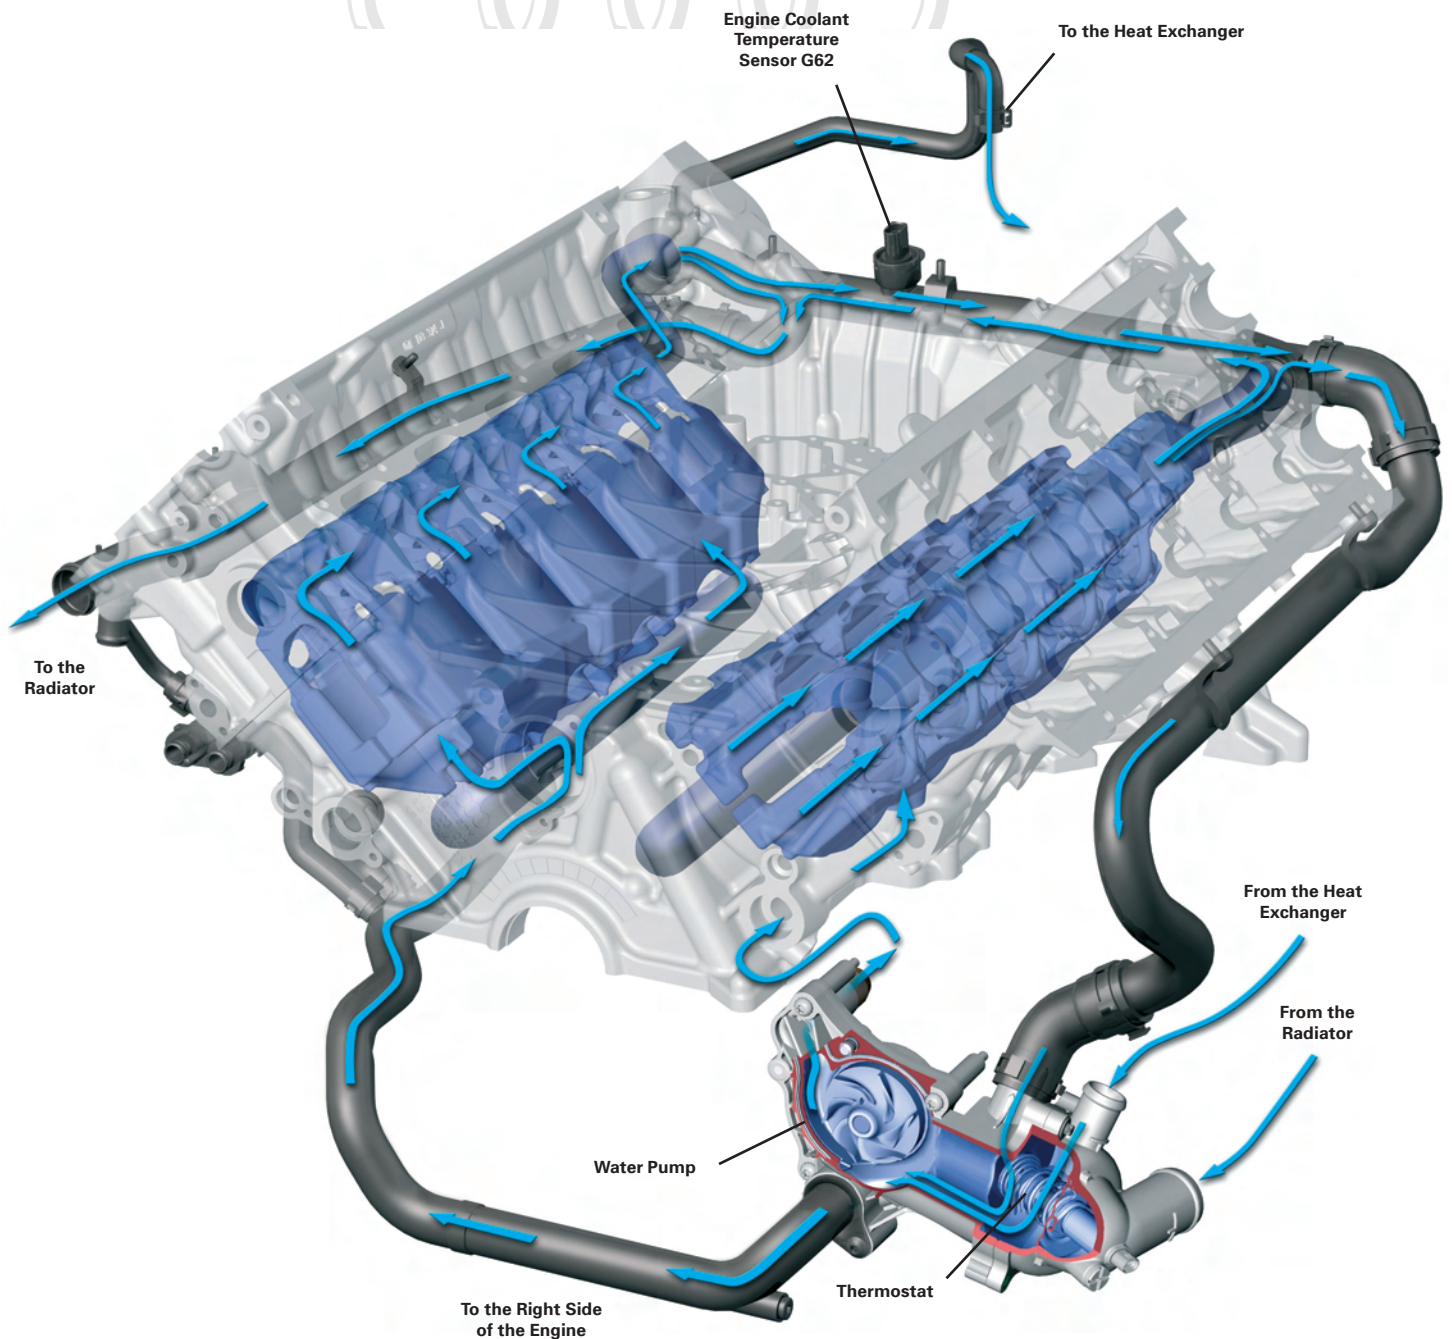 Engine Coolant
Temperature
Sensor G62
To the Heat Exchanger
To the
Radiator
From the Heat
Exchanger
From the
Radiator
Water Pump
Thermostat
To the Right Side
of the Engine